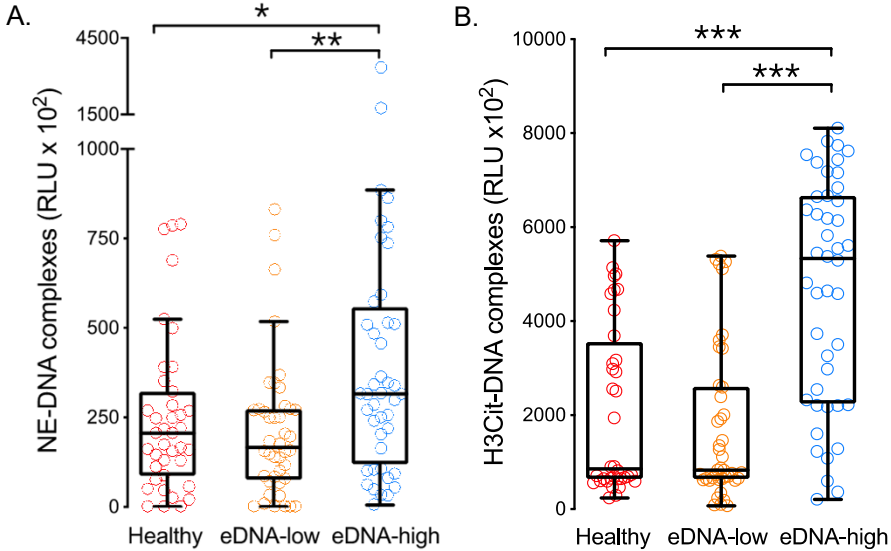 A.
NE-DNA complexes (RLU x 10²)
4500
1500
1000
750
500
250
0
*
**
Healthy eDNA-low eDNA-high
B.
H3Cit-DNA complexes (RLU x10²)
10000
8000
6000
4000
2000
0
***
***
Healthy eDNA-low eDNA-high